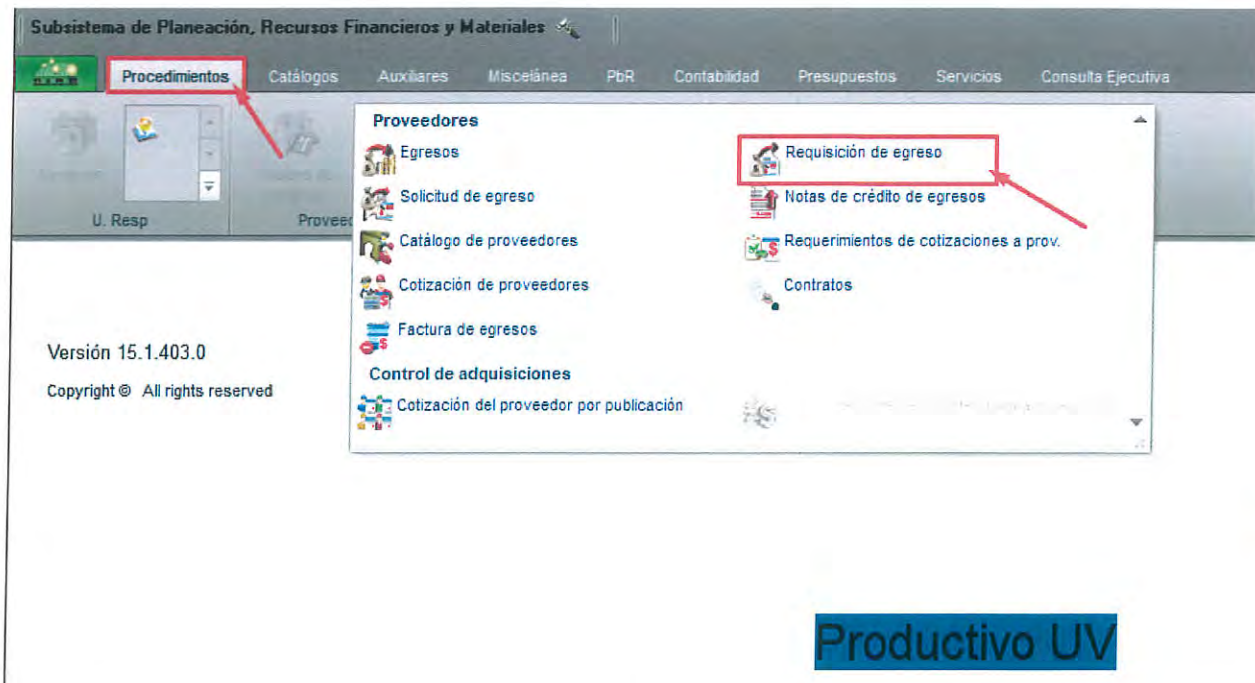 Subsistema de Planeación, Recursos Financieros y Materiales
Procedimientos Catálogos Auxiliares Miscelánea PbR Contabilidad Presupuestos Servicios Consulta Ejecutiva
U. Resp
Proveed
Proveedores
Egresos
Requisición de egreso
Solicitud de egreso
Notas de crédito de egresos
Catálogo de proveedores
Requerimientos de cotizaciones a prov.
Cotización de proveedores
Contratos
Factura de egresos
Control de adquisiciones
Cotización del proveedor por publicación
Versión 15.1.403.0
Copyright © All rights reserved
Productivo UV